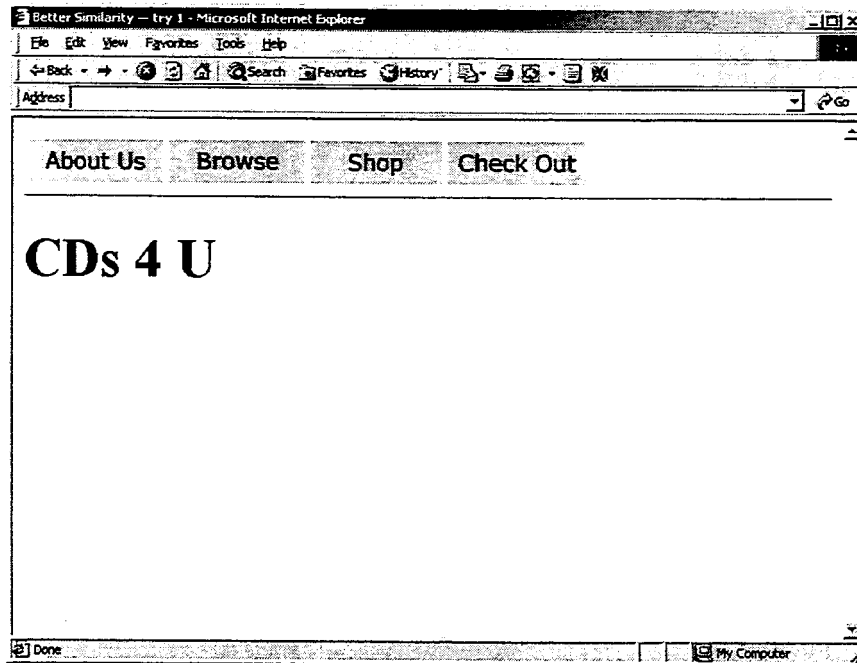 Better Similarity — try 1 - Microsoft Internet Explorer
File Edit View Favorites Tools Help
Back Search Favorites History
Address Go
About Us Browse Shop Check Out
CDs 4 U
Done My Computer